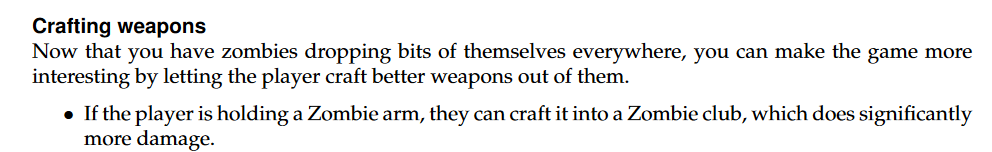 Crafting weapons
Now that you have zombies dropping bits of themselves everywhere, you can make the game more
interesting by letting the player craft better weapons out of them.
• If the player is holding a Zombie arm, they can craft it into a Zombie club, which does significantly
more damage.